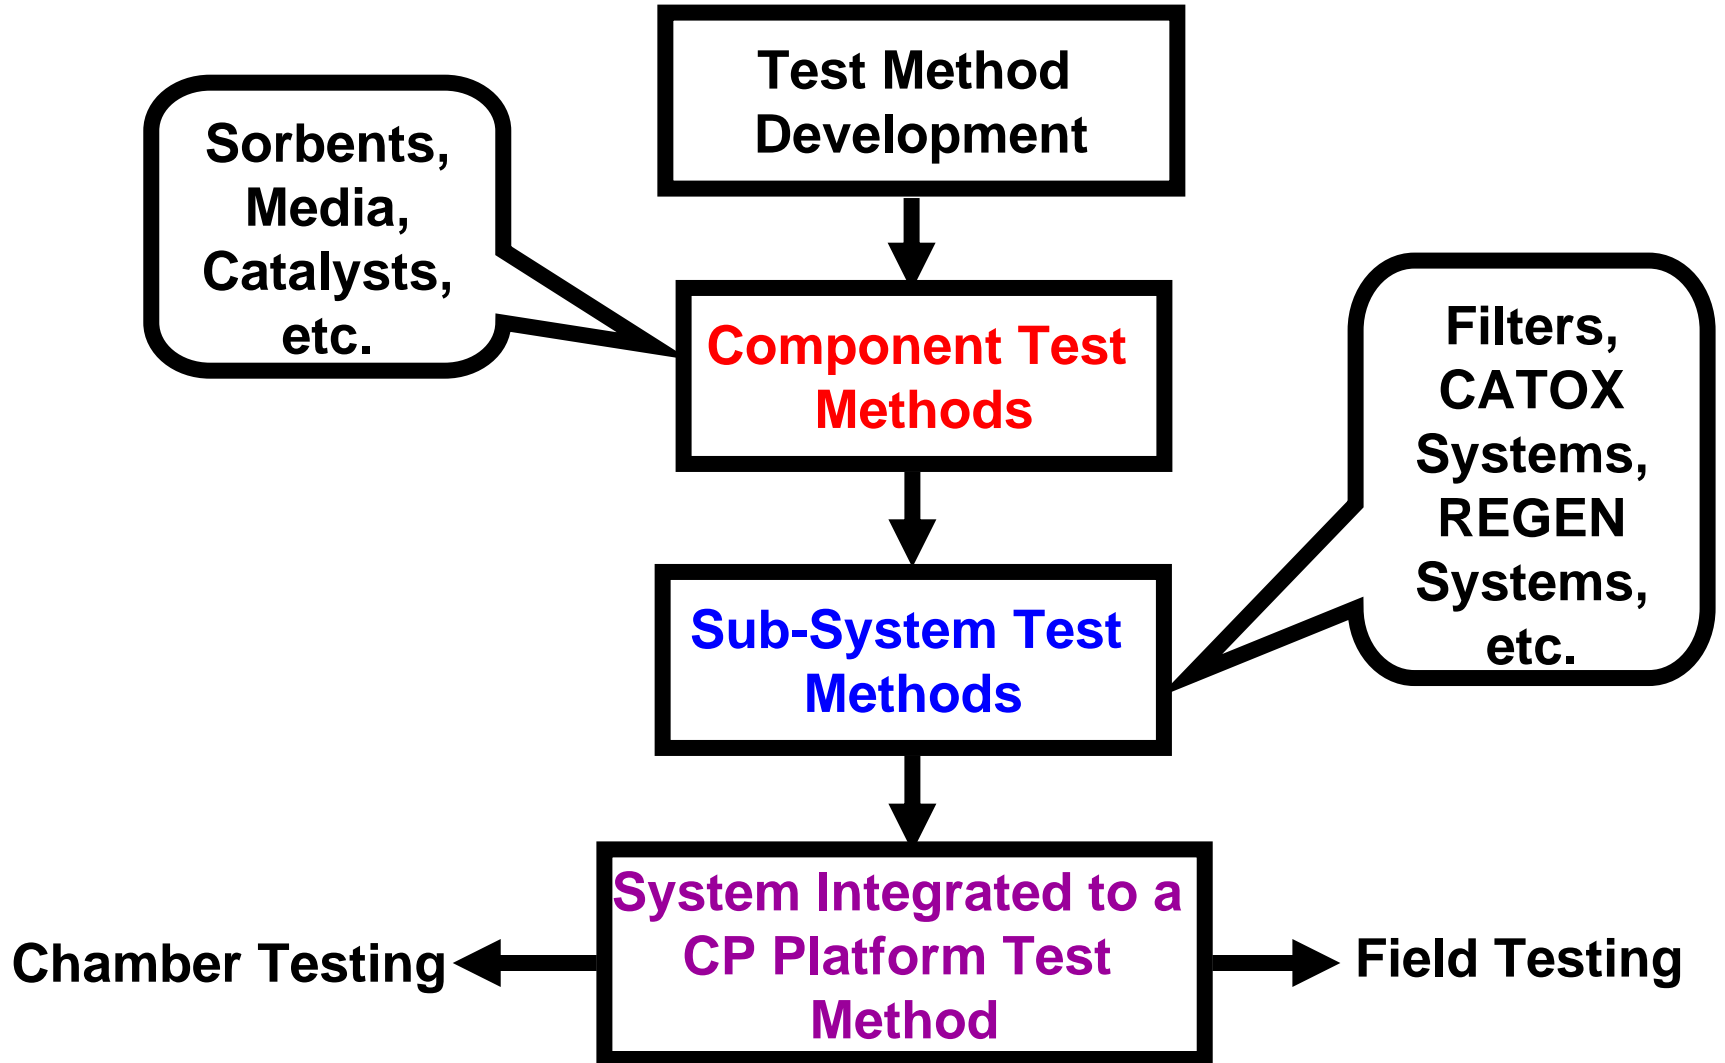 Test Method
Development
Sorbents,
Media,
Catalysts,
etc.
Component Test
Methods
Filters,
CATOX
Systems,
REGEN
Systems,
etc.
Sub-System Test
Methods
System Integrated to a
CP Platform Test
Method
Chamber Testing
Field Testing